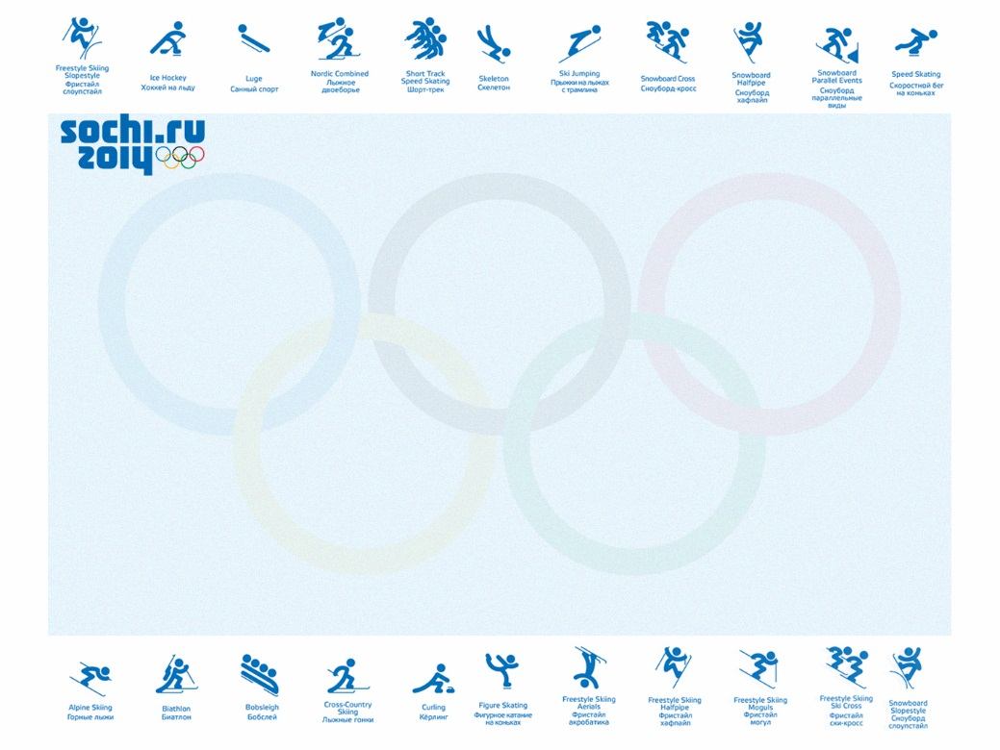 Freestyle Skiing
Slopestyle
Фристайл
слоупстайл
Ice Hockey
Хоккей на льду
Luge
Санный спорт
Nordic Combined
Лыжное
двоеборье
Short Track
Speed Skating
Шорт-трек
Skeleton
Скелетон
Ski Jumping
Прыжки на лыжах
с трамплина
Snowboard Cross
Сноуборд-кросс
Snowboard
Halfpipe
Сноуборд
хафпайп
Snowboard
Parallel Events
Сноуборд
параллельные
виды
Speed Skating
Скоростной бег
на коньках
sochi.ru
2014
Alpine Skiing
Горные лыжи
Biathlon
Биатлон
Bobsleigh
Бобслей
Cross-Country
Skiing
Лыжные гонки
Curling
Кёрлинг
Figure Skating
Фигурное катание
на коньках
Freestyle Skiing
Aerials
Фристайл
акробатика
Freestyle Skiing
Halfpipe
Фристайл
хафпайп
Freestyle Skiing
Moguls
Фристайл
могул
Freestyle Skiing
Ski Cross
Фристайл
ски-кросс
Snowboard
Slopestyle
Сноуборд
слоупстайл